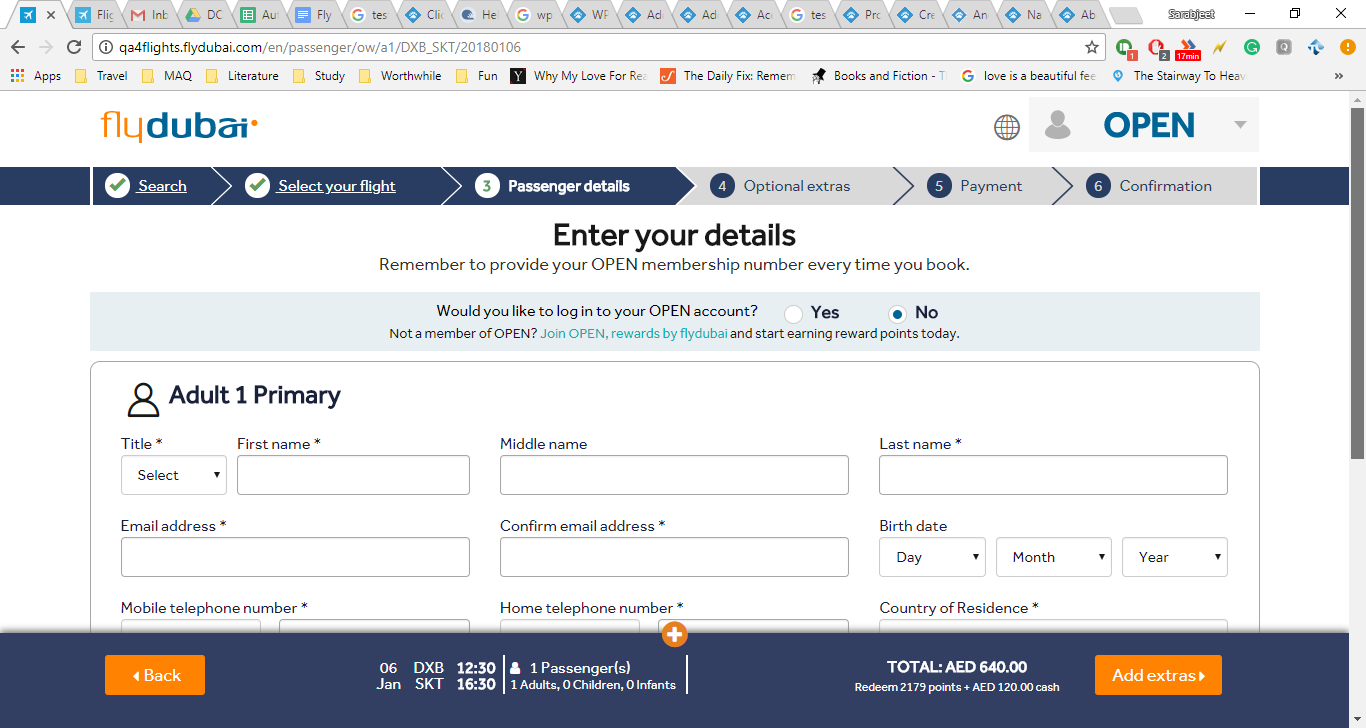 Flig Inb DC Aut Fly tes Clic Hel wp WP Ad Ad Acc tes Pro Cre An Na Ab Sarabjeet
qa4flights.flydubai.com/en/passenger/ow/a1/DXB_SKT/20180106
1 2 17min
Apps Travel MAQ Literature Study Worthwhile Fun Why My Love For Rea The Daily Fix: Remem Books and Fiction - T love is a beautiful fee The Stairway To Heav »
flydubai
OPEN
Search Select your flight 3 Passenger details 4 Optional extras 5 Payment 6 Confirmation
Enter your details
Remember to provide your OPEN membership number every time you book.
Would you like to log in to your OPEN account? Yes No
Not a member of OPEN? Join OPEN, rewards by flydubai and start earning reward points today.
Adult 1 Primary
Title * First name * Middle name Last name *
Select
Email address * Confirm email address * Birth date
Day Month Year
Mobile telephone number * Home telephone number * Country of Residence *
Back
06 DXB 12:30
Jan SKT 16:30
1 Passenger(s)
1 Adults, 0 Children, 0 Infants
TOTAL: AED 640.00
Redeem 2179 points + AED 120.00 cash
Add extras